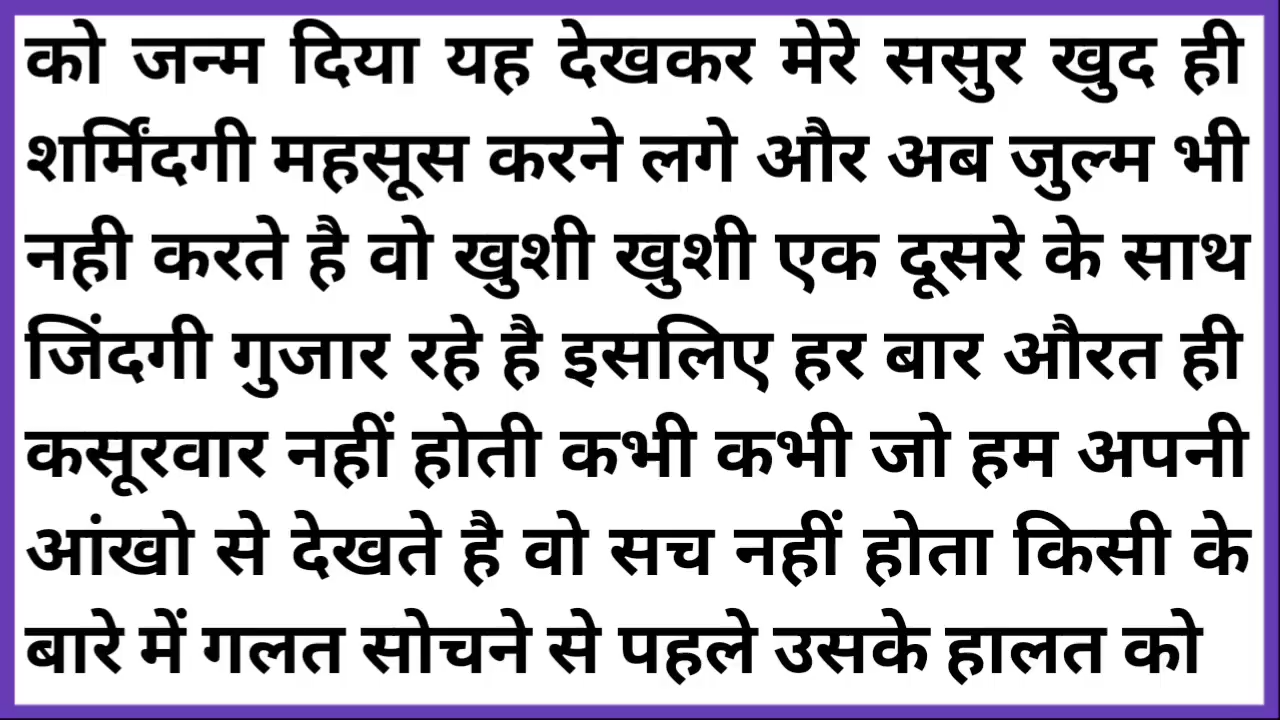 को जन्म दिया यह देखकर मेरे ससुर खुद ही
शर्मिंदगी महसूस करने लगे और अब जुल्म भी
नही करते है वो खुशी खुशी एक दूसरे के साथ
जिंदगी गुजार रहे है इसलिए हर बार औरत ही
कसूरवार नहीं होती कभी कभी जो हम अपनी
आंखो से देखते है वो सच नहीं होता किसी के
बारे में गलत सोचने से पहले उसके हालत को